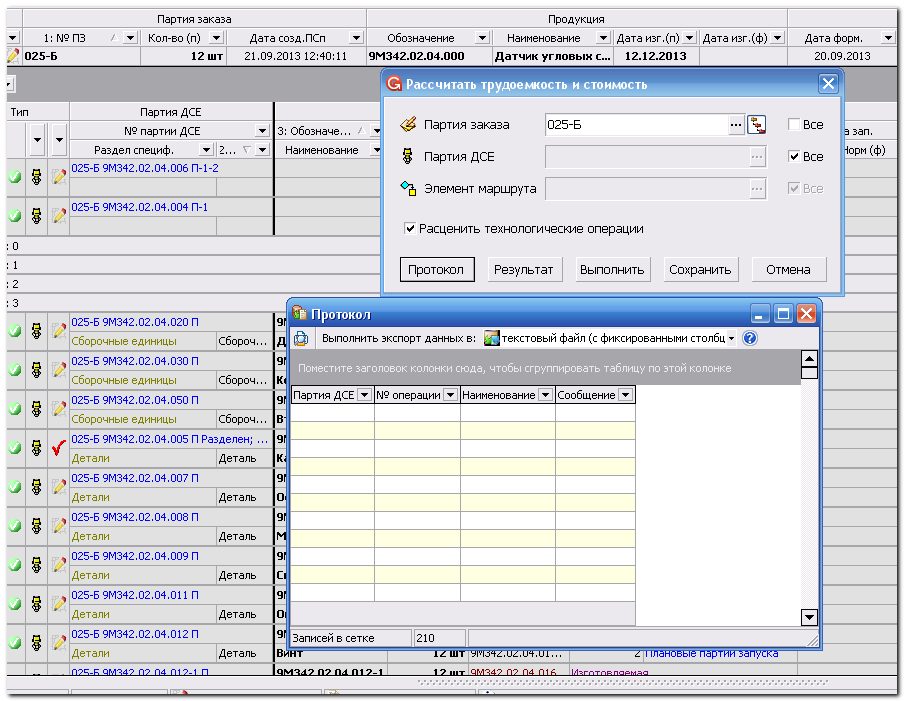 Партия заказа Продукция
1: № ПЗ Кол-во (п) Дата созд.ПСп Обозначение Наименование Дата изг.(п) Дата изг.(ф) Дата форм.
025-Б 12 шт 21.09.2013 12:40:11 9М342.00.04.000 Датчик угловых с... 12.12.2013 20.09.2013
Рассчитать трудоемкость и стоимость
Партия заказа 025-Б ... Все
Партия ДСЕ ... Все
Элемент маршрута ... Все
Расценить технологические операции
Протокол Результат Выполнить Сохранить Отмена
Тип Партия ДСЕ
№ партии ДСЕ 3: Обозначе... а зап.
Раздел специф. 2... Наименование Норм (ф)
025-Б 9М342.02.04.006 П-1-2
025-Б 9М342.02.04.004 П-1
: 0
: 1
: 2
: 3
025-Б 9М342.02.04.020 П 9М
Сборочные единицы Сбороч...
025-Б 9М342.02.04.030 П 9М
Сборочные единицы Сбороч...
025-Б 9М342.02.04.050 П 9М
Сборочные единицы Сбороч...
025-Б 9М342.02.04.005 П Разделен; ... 9М
Детали Деталь
025-Б 9М342.02.04.007 П 9М
Детали Деталь
025-Б 9М342.02.04.008 П 9М
Детали Деталь
025-Б 9М342.02.04.009 П 9М
Детали Деталь
025-Б 9М342.02.04.011 П 9М
Детали Деталь
025-Б 9М342.02.04.012 П 9М
Детали Деталь Винт 12 шт 9М342.02.04.01... 2 Плановые партии запуска
025-Б 9М342.02.04.012-1 П 9М342.02.04.012-1 12 шт 9М342.02.04.016 Изготовляемая
Протокол
Выполнить экспорт данных в: текстовый файл (с фиксированными столбц
Поместите заголовок колонки сюда, чтобы сгруппировать таблицу по этой колонке
Партия ДСЕ № операции Наименование Сообщение
Записей в сетке 210